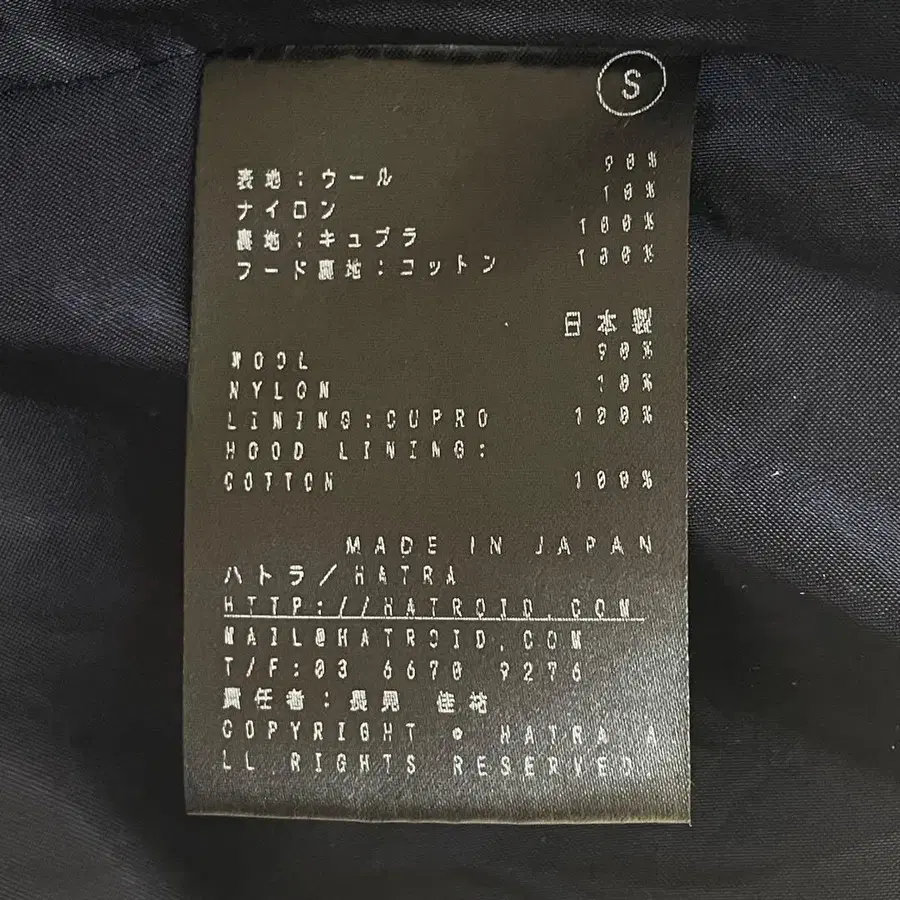 S
表地:ウール 90%
ナイロン 10%
裏地:キュプラ 100%
フード裏地:コットン 100%
日本製
WOOL 90%
NYLON 10%
LINING:CUPRO 100%
HOOD LINING:
COTTON 100%
MADE IN JAPAN
ハトラ/HATRA
HTTP://HATROID.COM
MAIL@HATROID.COM
T/F:03 6670 9276
責任者:長見 佳祐
COPYRIGHT © HATRA A
LL RIGHTS RESERVED.